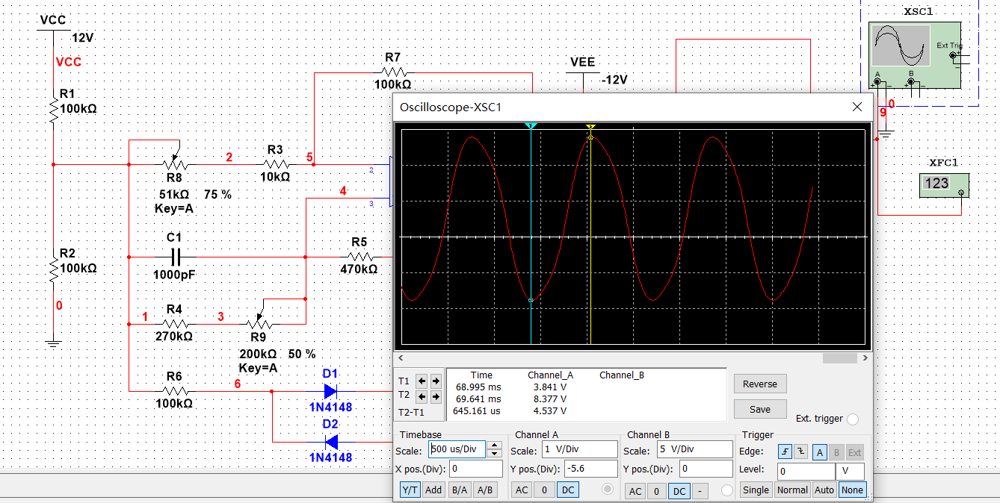 VCC
12V
VCC
R1
100kΩ
R7
100kΩ
VEE
-12V
XSC1
Ext Trig
+
−
A
B
+ − + −
0
9
XFC1
123
R8
51kΩ 75 %
Key=A
2
R3
10kΩ
5
2
4
3
C1
1000pF
R5
470kΩ
R2
100kΩ
0
1
R4
270kΩ
3
R9
200kΩ 50 %
Key=A
R6
100kΩ
6
D1
1N4148
D2
1N4148
Oscilloscope-XSC1
T1
T2
T2-T1
Time Channel_A Channel_B
68.995 ms 3.841 V
69.641 ms 8.377 V
645.161 us 4.537 V
Reverse
Save
Ext. trigger
Timebase
Scale: 500 us/Div
X pos.(Div): 0
Y/T Add B/A A/B
Channel A
Scale: 1 V/Div
Y pos.(Div): -5.6
AC 0 DC
Channel B
Scale: 5 V/Div
Y pos.(Div): 0
AC 0 DC -
Trigger
Edge: A B Ext
Level: 0 V
Single Normal Auto None